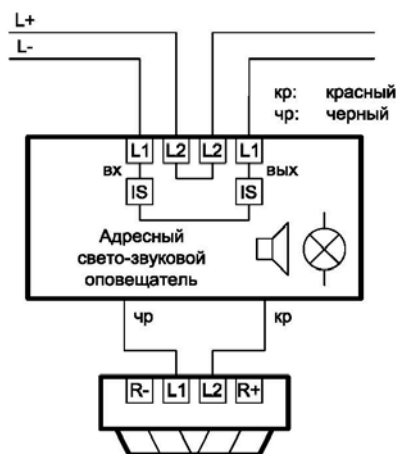 L+
L-
кр: красный
чр: черный
L1 L2 L2 L1
вх вых
IS IS
Адресный
свето-звуковой
оповещатель
чр кр
R- L1 L2 R+